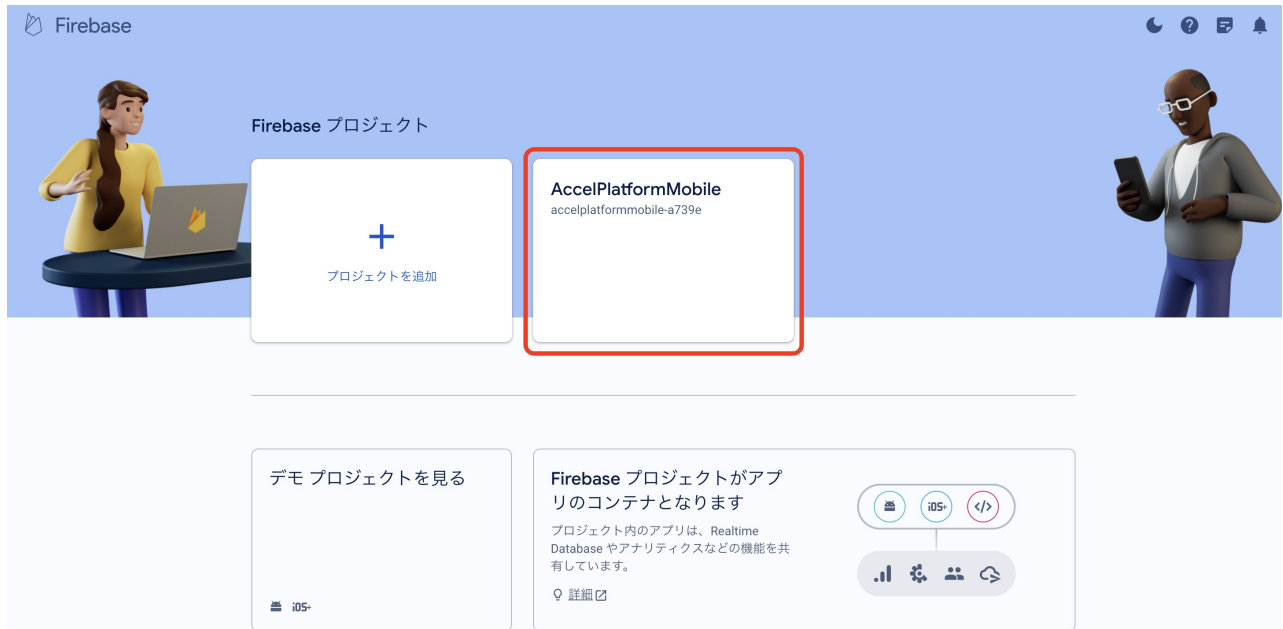 Firebase
Firebase プロジェクト
プロジェクトを追加
AccelPlatformMobile
accelplatformmobile-a739e
デモ プロジェクトを見る
iOS+
Firebase プロジェクトがアプ
リのコンテナとなります
プロジェクト内のアプリは、Realtime
Database やアナリティクスなどの機能を共
有しています。
詳細
iOS+